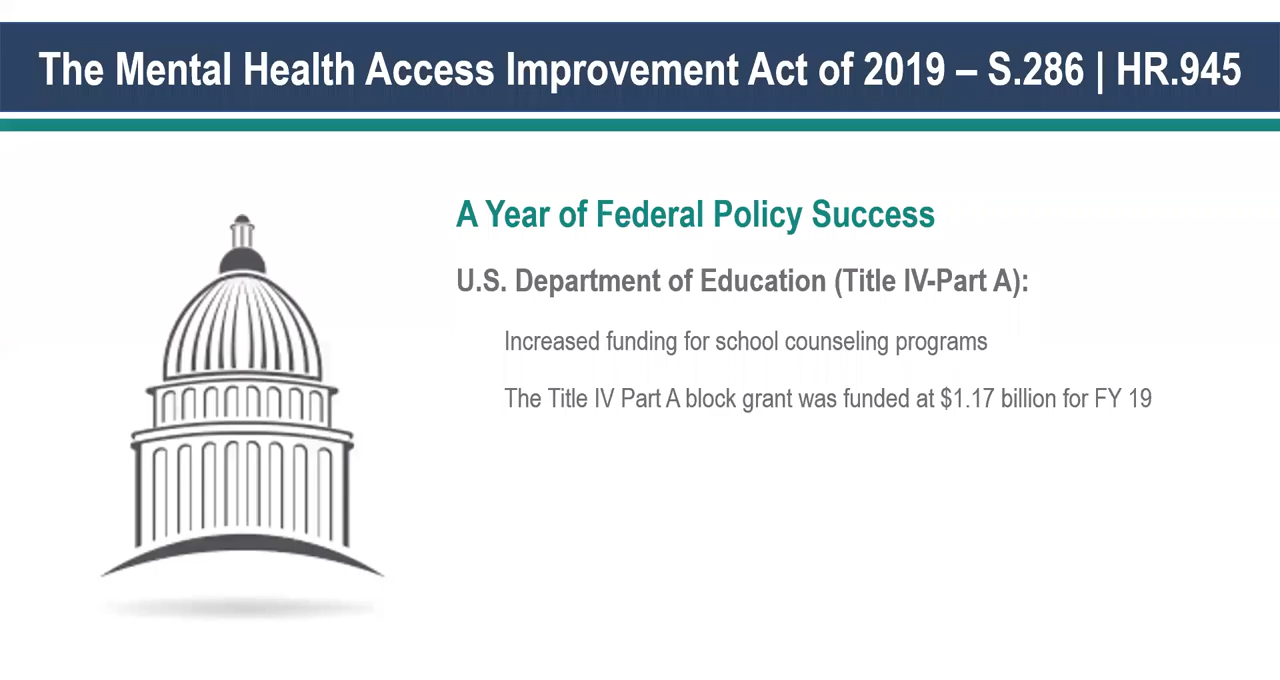 The Mental Health Access Improvement Act of 2019 – S.286 | HR.945
A Year of Federal Policy Success
U.S. Department of Education (Title IV-Part A):
Increased funding for school counseling programs
The Title IV Part A block grant was funded at $1.17 billion for FY 19